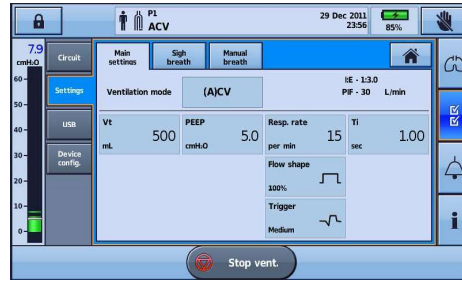 P1
ACV
29 Dec 2011
23:56
85%
7.9
cmH₂O
60
50
40
30
20
10
0
Circuit
Settings
USB
Device
config.
Main
settings
Sigh
breath
Manual
breath
Ventilation mode
(A)CV
I:E - 1:3.0
PIF - 30 L/min
Vt
500
mL
PEEP
5.0
cmH₂O
Resp. rate
15
per min
Ti
1.00
sec
Flow shape
100%
Trigger
Medium
Stop vent.